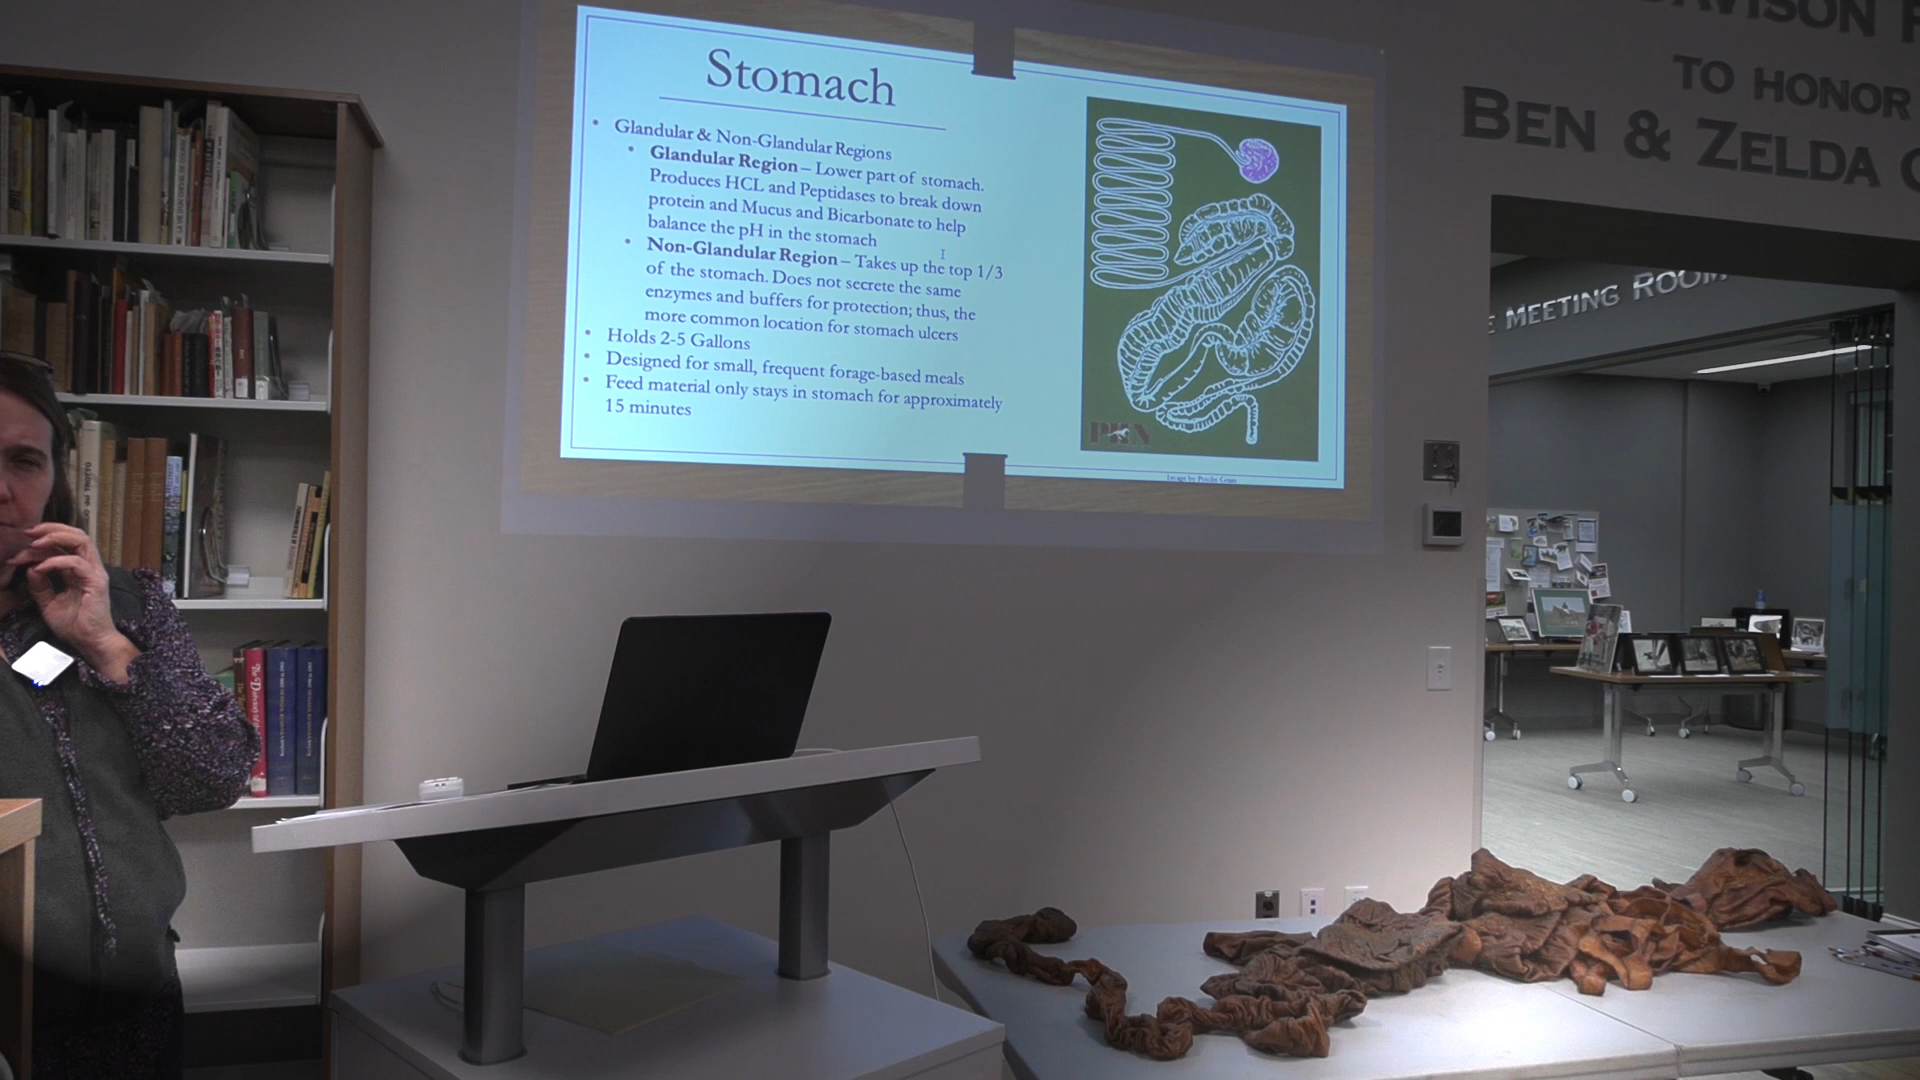 Stomach
• Glandular & Non-Glandular Regions
• Glandular Region – Lower part of stomach.
Produces HCL and Peptidases to break down
protein and Mucus and Bicarbonate to help
balance the pH in the stomach
• Non-Glandular Region – Takes up the top 1/3
of the stomach. Does not secrete the same
enzymes and buffers for protection; thus, the
more common location for stomach ulcers
• Holds 2-5 Gallons
• Designed for small, frequent forage-based meals
• Feed material only stays in stomach for approximately
15 minutes
TO HONOR
BEN & ZELDA
MEETING ROOM